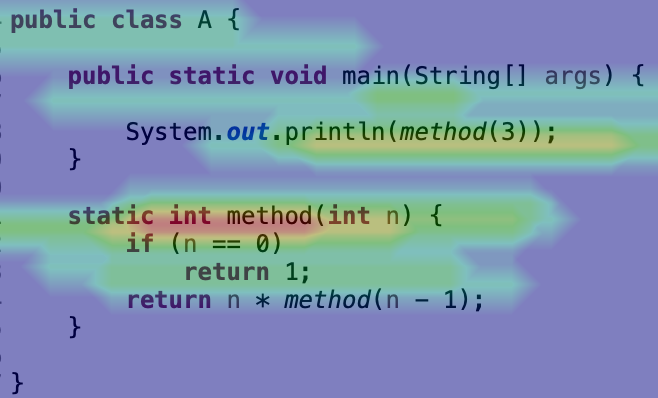 public class A {
public static void main(String[] args) {
System.out.println(method(3));
}
static int method(int n) {
if (n == 0)
return 1;
return n * method(n - 1);
}
}